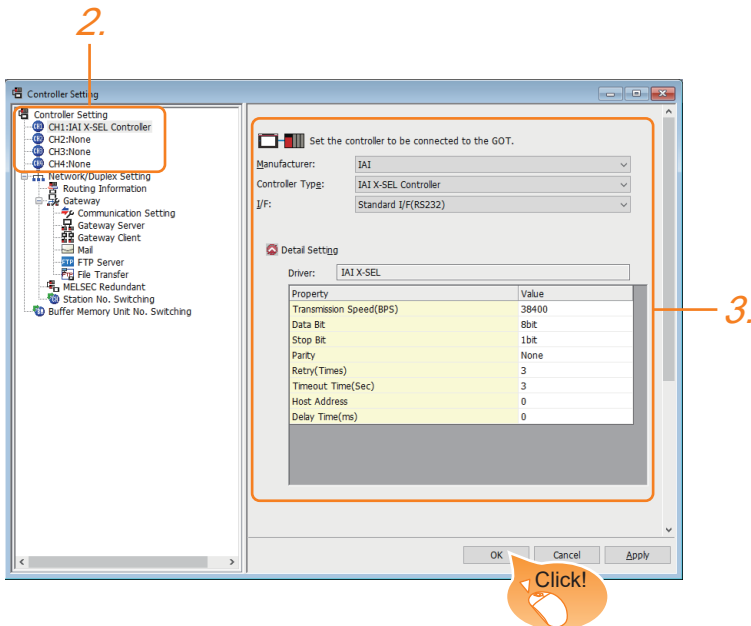 2.
Controller Setting
Controller Setting
CH1:IAI X-SEL Controller
CH2:None
CH3:None
CH4:None
Network/Duplex Setting
Routing Information
Gateway
Communication Setting
Gateway Server
Gateway Client
Mail
FTP FTP Server
File Transfer
MELSEC Redundant
Station No. Switching
Buffer Memory Unit No. Switching
Set the controller to be connected to the GOT.
Manufacturer: IAI
Controller Type: IAI X-SEL Controller
I/F: Standard I/F(RS232)
Detail Setting
Driver: IAI X-SEL
Property Value
Transmission Speed(BPS) 38400
Data Bit 8bit
Stop Bit 1bit
Parity None
Retry(Times) 3
Timeout Time(Sec) 3
Host Address 0
Delay Time(ms) 0
3.
OK Cancel Apply
Click!